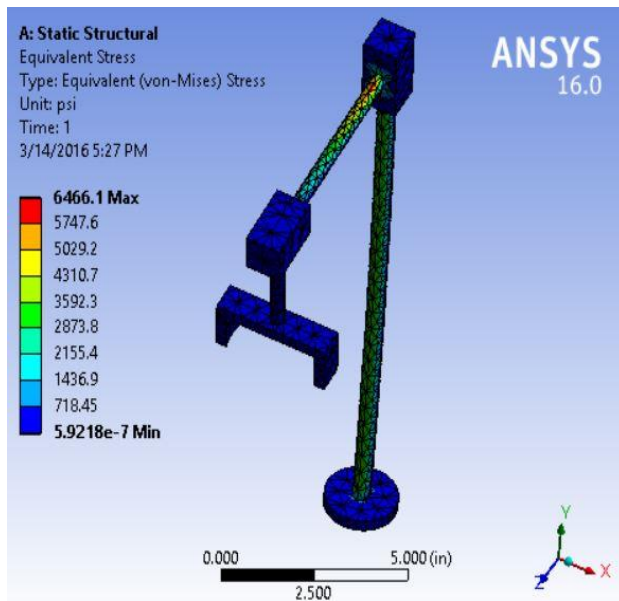 A: Static Structural
Equivalent Stress
Type: Equivalent (von-Mises) Stress
Unit: psi
Time: 1
3/14/2016 5:27 PM
ANSYS
16.0
6466.1 Max
5747.6
5029.2
4310.7
3592.3
2873.8
2155.4
1436.9
718.45
5.9218e-7 Min
0.000 5.000 (in)
2.500
Y
X
Z